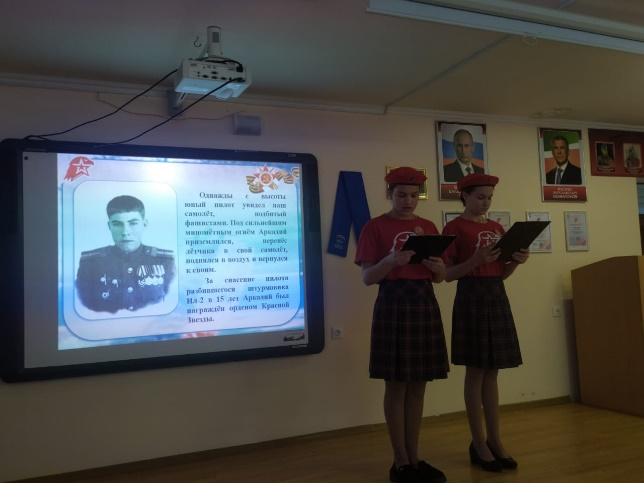 Однажды с высоты
юный пилот увидел наш
самолёт, подбитый
фашистами. Под сильнейшим
миномётным огнём Аркадий
приземлился, перенёс
лётчика в свой самолёт,
поднялся в воздух и вернулся
к своим.
За спасение пилота
разбившегося штурмовика
Ил-2 в 15 лет Аркадий был
награждён орденом Красной
Звезды.